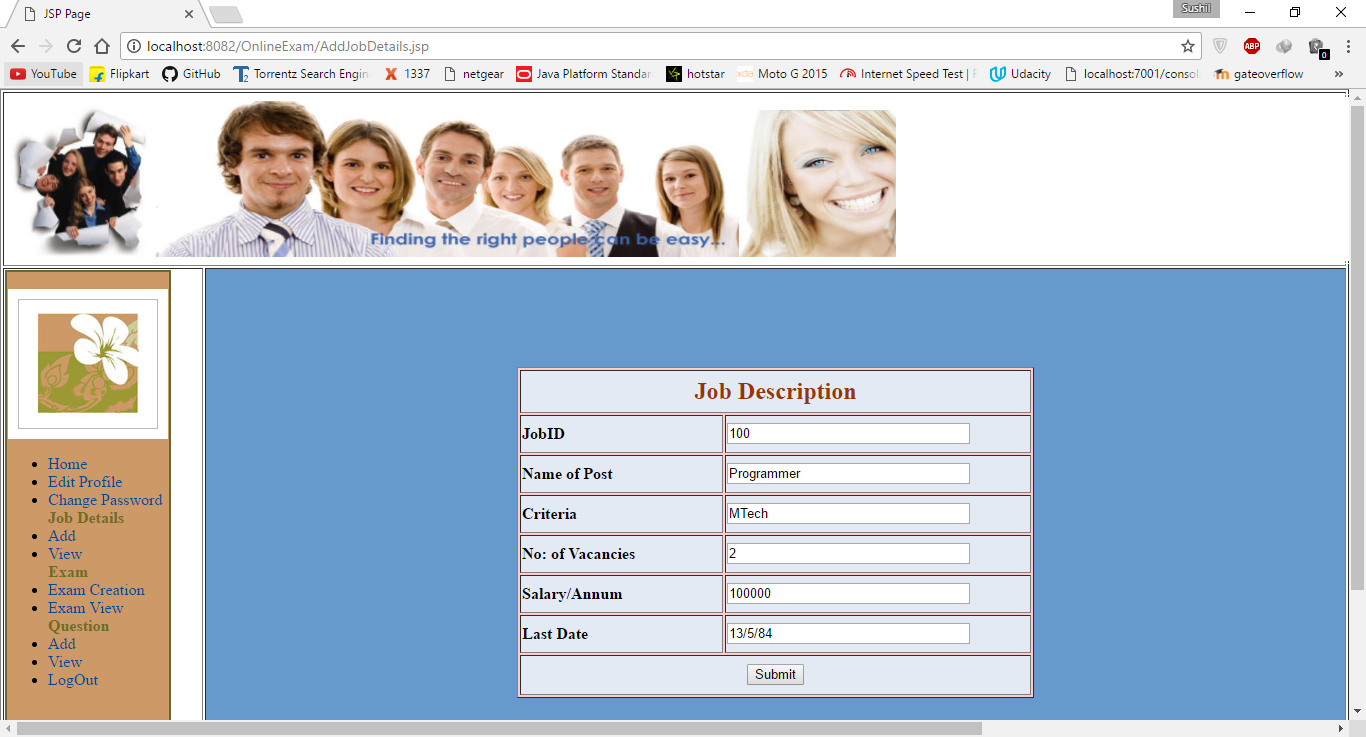 JSP Page
Sushil
localhost:8082/OnlineExam/AddJobDetails.jsp
ABP
0
YouTube
Flipkart
GitHub
Torrentz Search Engin
1337
netgear
Java Platform Standar
hotstar
Moto G 2015
Internet Speed Test |
Udacity
localhost:7001/consol
gateoverflow
»
Finding the right people can be easy...
Home
Edit Profile
Change Password
Job Details
Add
View
Exam
Exam Creation
Exam View
Question
Add
View
LogOut
Job Description
JobID 100
Name of Post Programmer
Criteria MTech
No: of Vacancies 2
Salary/Annum 100000
Last Date 13/5/84
Submit